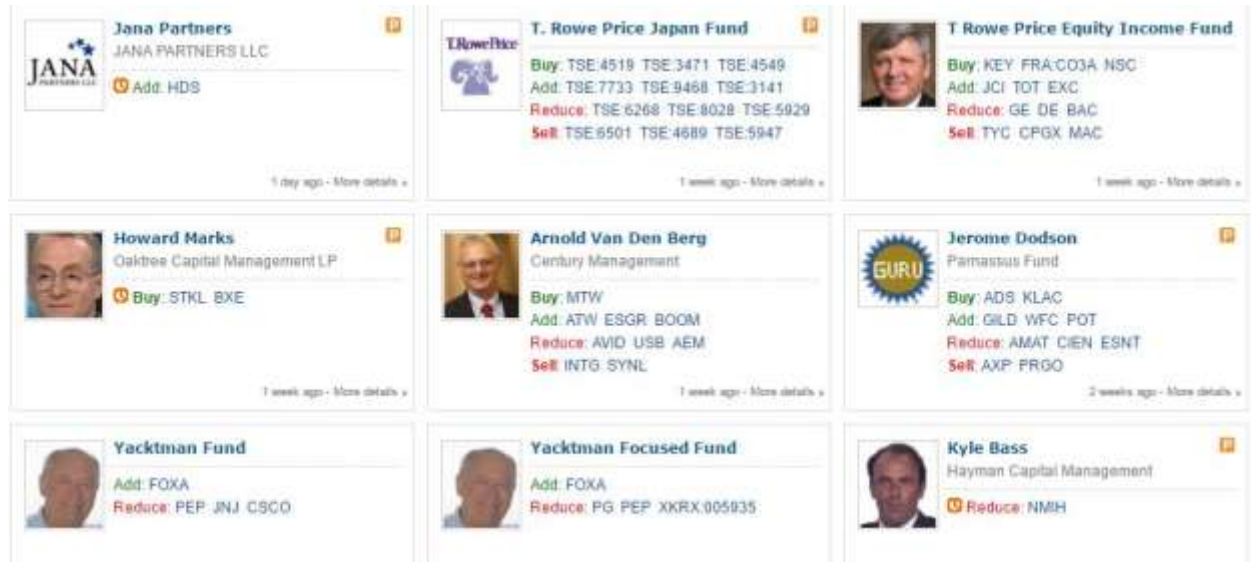 Jana Partners
JANA PARTNERS LLC
JANA
PARTNERS LLC
Add: HDS
1 day ago - More details »
T. Rowe Price Japan Fund
T.RowePrice
Buy: TSE:4519 TSE:3471 TSE:4549
Add: TSE:7733 TSE:9468 TSE:3141
Reduce: TSE:6268 TSE:8028 TSE:5929
Sell: TSE:6501 TSE:4689 TSE:5947
1 week ago - More details »
T Rowe Price Equity Income Fund
Buy: KEY FRA:CO3A NSC
Add: JCI TOT EXC
Reduce: GE DE BAC
Sell: TYC CPGX MAC
1 week ago - More details »
Howard Marks
Oaktree Capital Management LP
Buy: STKL BXE
1 week ago - More details »
Arnold Van Den Berg
Century Management
Buy: MTW
Add: ATW ESGR BOOM
Reduce: AVID USB AEM
Sell: INTG SYNL
1 week ago - More details »
Jerome Dodson
Parnassus Fund
GURU
Buy: ADS KLAC
Add: GILD WFC POT
Reduce: AMAT CIEN ESNT
Sell: AXP PRGO
2 weeks ago - More details »
Yacktman Fund
Add: FOXA
Reduce: PEP JNJ CSCO
Yacktman Focused Fund
Add: FOXA
Reduce: PG PEP XKRX:005935
Kyle Bass
Hayman Capital Management
Reduce: NMIH